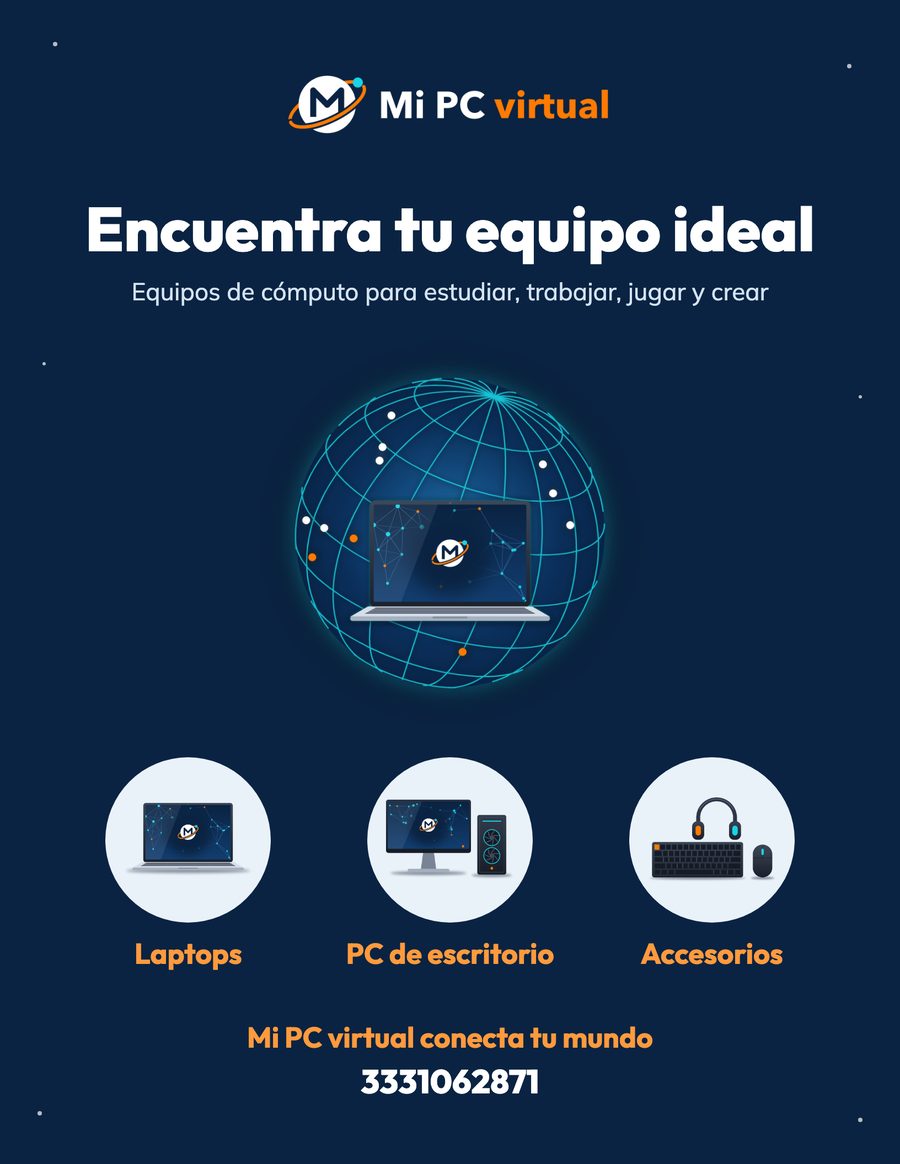 Mi PC virtual
Encuentra tu equipo ideal
Equipos de cómputo para estudiar, trabajar, jugar y crear
Laptops
PC de escritorio
Accesorios
Mi PC virtual conecta tu mundo
3331062871